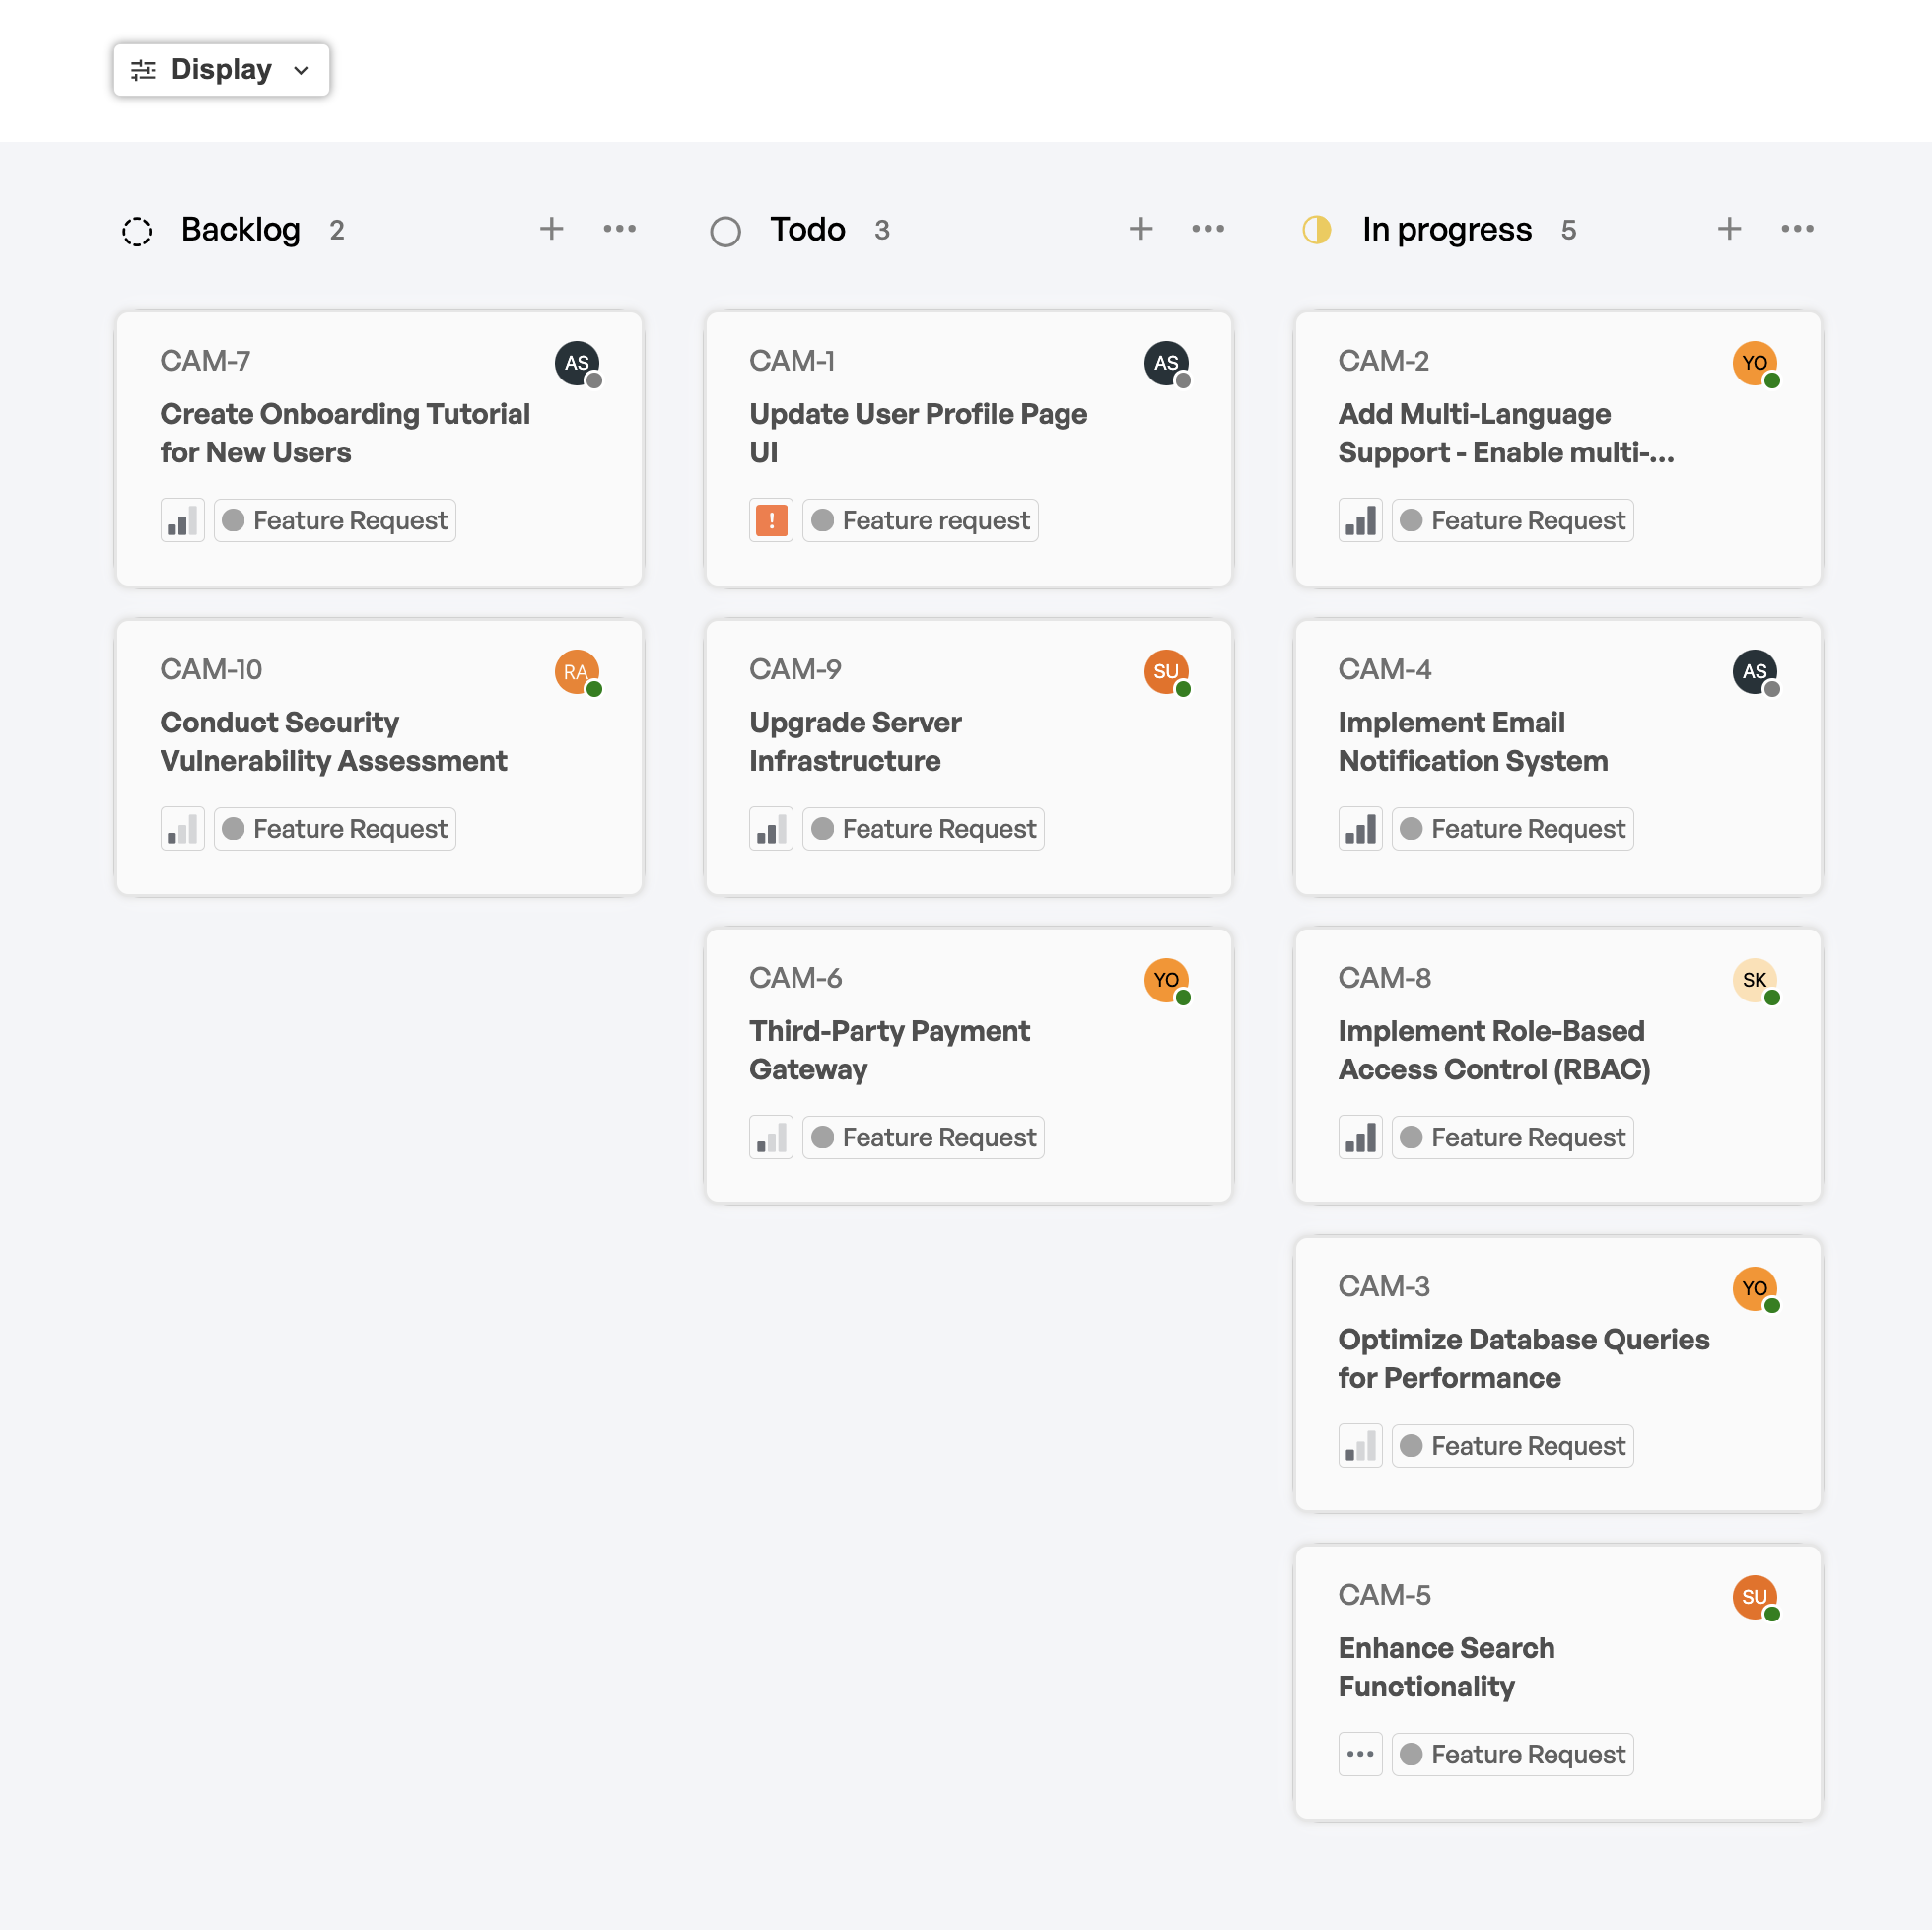 Display
Backlog 2
CAM-7
AS
Create Onboarding Tutorial
for New Users
Feature Request
CAM-10
RA
Conduct Security
Vulnerability Assessment
Feature Request
Todo 3
CAM-1
AS
Update User Profile Page
UI
!
Feature request
CAM-9
SU
Upgrade Server
Infrastructure
Feature Request
CAM-6
YO
Third-Party Payment
Gateway
Feature Request
In progress 5
CAM-2
YO
Add Multi-Language
Support - Enable multi-...
Feature Request
CAM-4
AS
Implement Email
Notification System
Feature Request
CAM-8
SK
Implement Role-Based
Access Control (RBAC)
Feature Request
CAM-3
YO
Optimize Database Queries
for Performance
Feature Request
CAM-5
SU
Enhance Search
Functionality
Feature Request